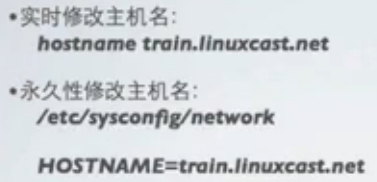 •实时修改主机名：
hostname train.linuxcast.net
•永久性修改主机名：
/etc/sysconfig/network
HOSTNAME=train.linuxcast.net